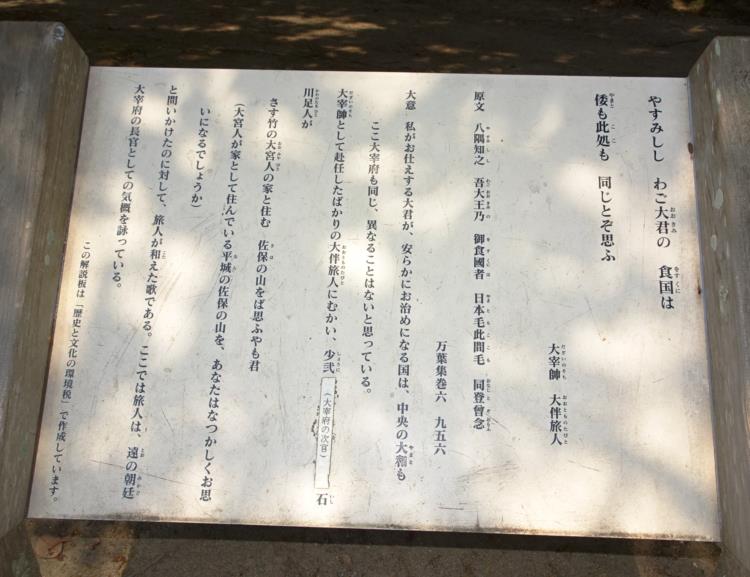 やすみしし わご大君の 食国は
倭も此処も 同じとぞ思ふ
大宰帥 大伴旅人
万葉集巻六 九五六
原文 八隅知之 吾大王乃 御食國者 日本毛此間毛 同登曾念
大意 私がお仕えする大君が、安らかにお治めになる国は、中央の大和も
ここ大宰府も同じ、異なることはないと思っている。
大宰帥として赴任したばかりの大伴旅人にむかい、少弐(大宰府の次官)石
川足人が
さす竹の大宮人の家と住む 佐保の山をば思ふやも君
(大宮人が家として住んでいる平城の佐保の山を、あなたはなつかしくお思
いになるでしょうか)
と問いかけたのに対して、旅人が和えた歌である。ここでは旅人は、遠の朝廷
大宰府の長官としての気概を詠っている。
この解説板は「歴史と文化の環境税」で作成しています。